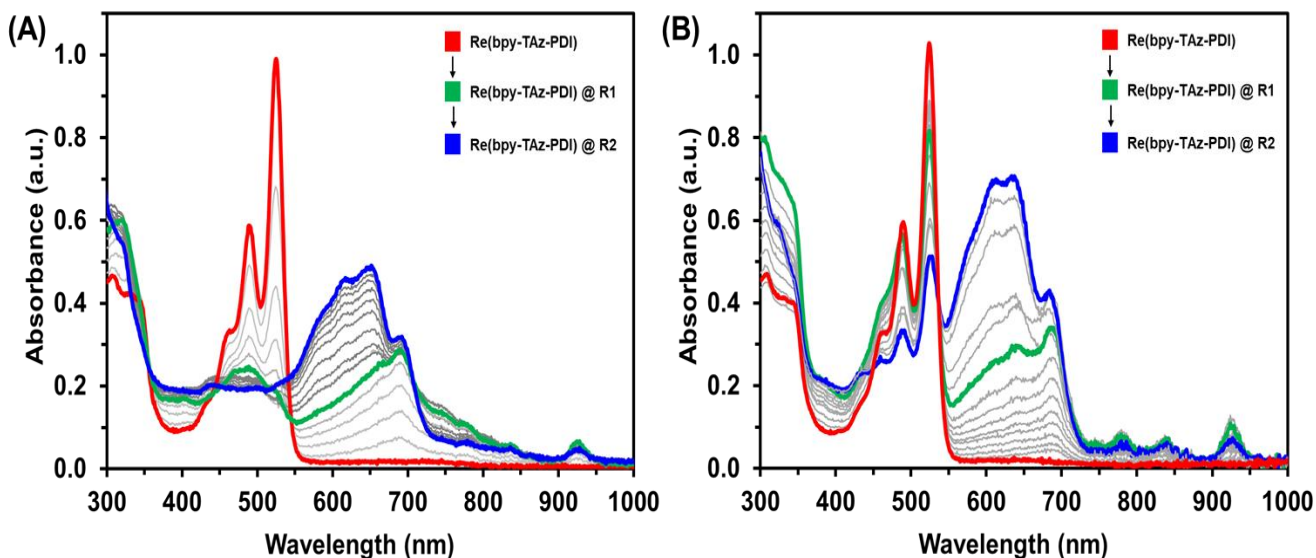 (A)
Re(bpy-TAz-PDI)
Re(bpy-TAz-PDI) @ R1
Re(bpy-TAz-PDI) @ R2
1.0
0.8
0.6
0.4
0.2
0.0
Absorbance (a.u.)
300 400 500 600 700 800 900 1000
Wavelength (nm)
(B)
Re(bpy-TAz-PDI)
Re(bpy-TAz-PDI) @ R1
Re(bpy-TAz-PDI) @ R2
1.0
0.8
0.6
0.4
0.2
0.0
Absorbance (a.u.)
300 400 500 600 700 800 900 1000
Wavelength (nm)